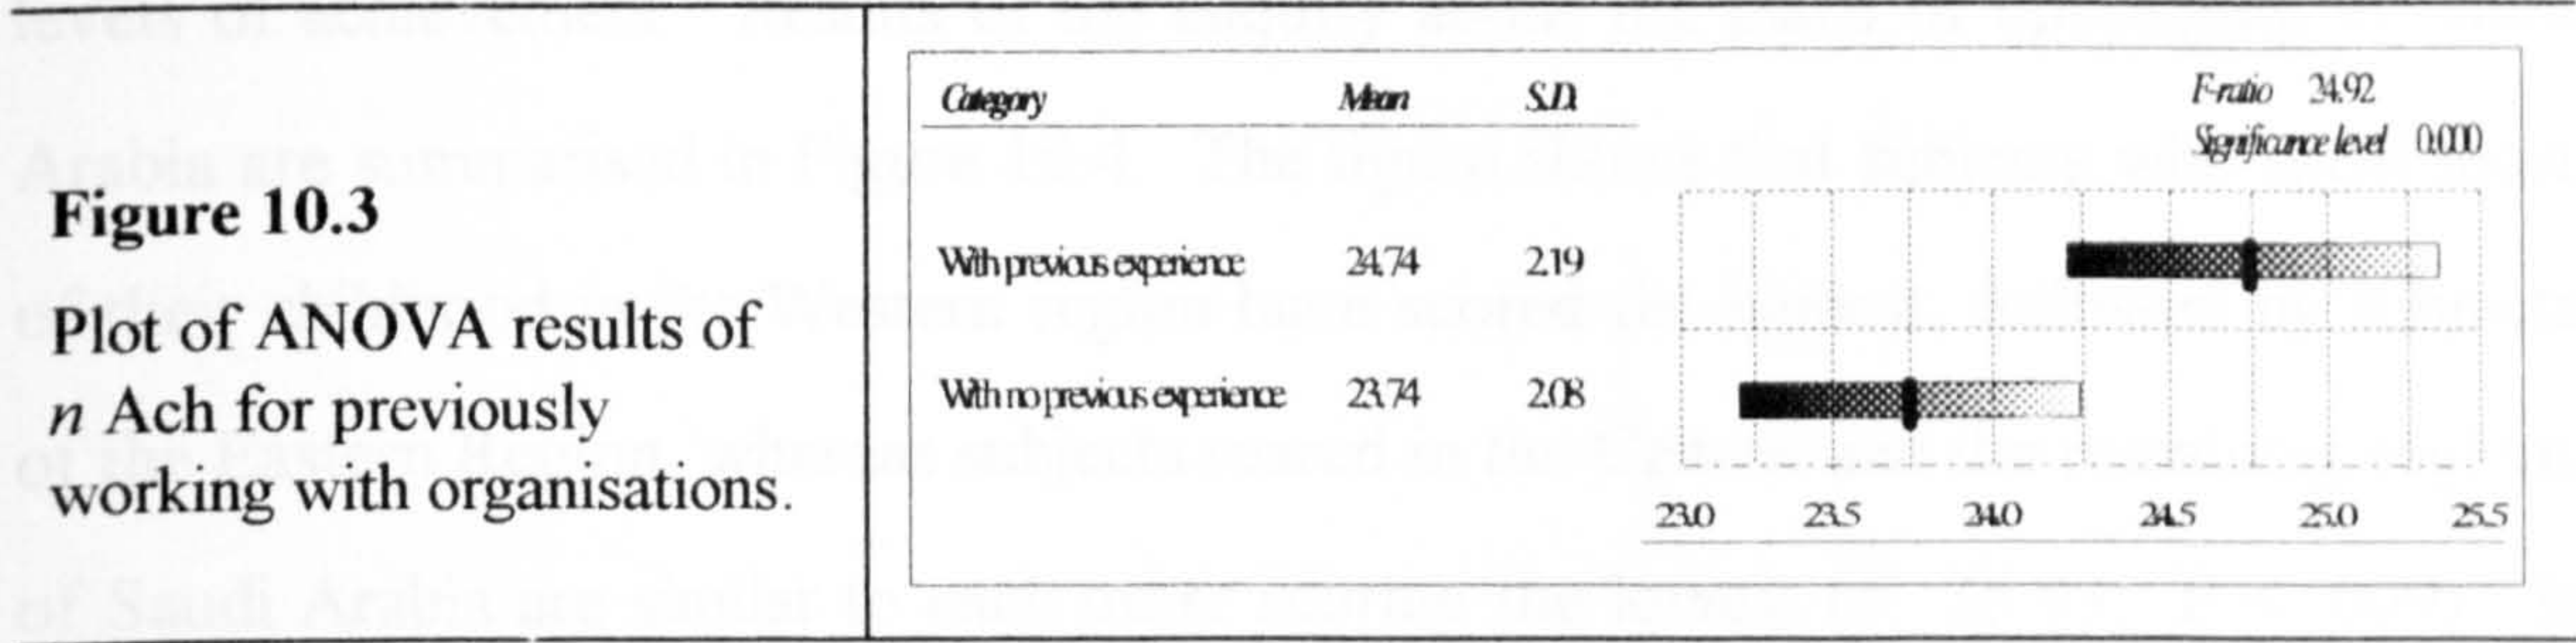 Figure 10.3
Plot of ANOVA results of
n Ach for previously
working with organisations.
Category Mean S.D.
F-ratio 24.92
Significance level 0.000
With previous experience 24.74 2.19
With no previous experience 23.74 2.08
23.0 23.5 24.0 24.5 25.0 25.5